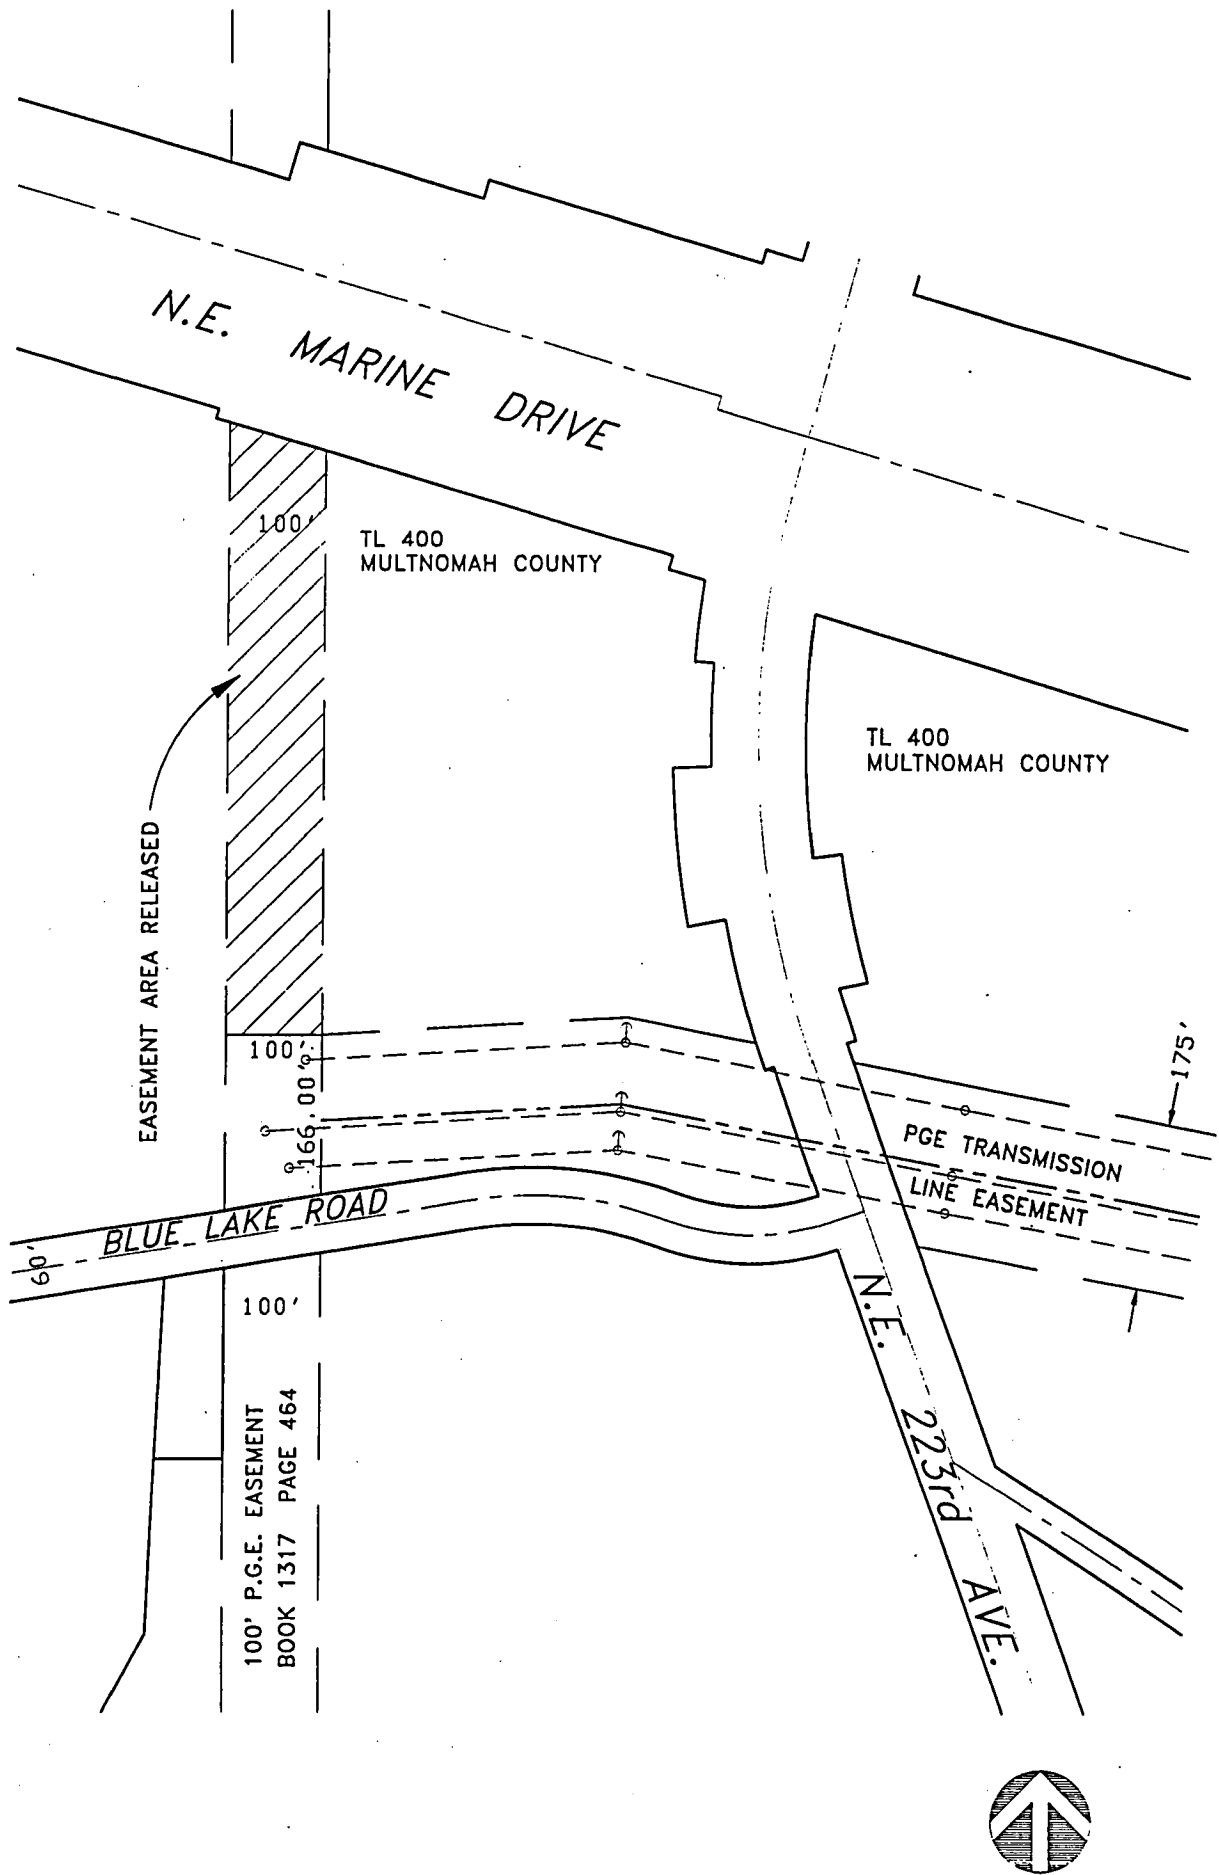 N.E. MARINE DRIVE
100'
TL 400
MULTNOMAH COUNTY
TL 400
MULTNOMAH COUNTY
EASEMENT AREA RELEASED
100'
166.00'
175'
PGE TRANSMISSION
LINE EASEMENT
BLUE LAKE ROAD
60'
100'
100' P.G.E. EASEMENT
BOOK 1317 PAGE 464
N.E. 223rd AVE.